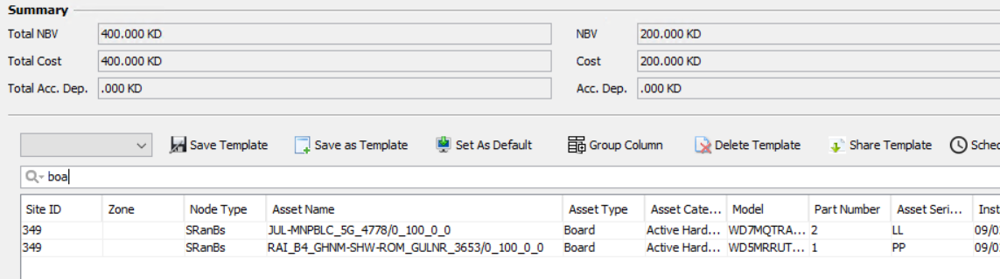 Summary
Total NBV 400.000 KD NBV 200.000 KD
Total Cost 400.000 KD Cost 200.000 KD
Total Acc. Dep. .000 KD Acc. Dep. .000 KD
Save Template Save as Template Set As Default Group Column Delete Template Share Template Sched
boa
Site ID Zone Node Type Asset Name Asset Type Asset Cate... Model Part Number Asset Seri... Inst
349 SRanBs JUL-MNPBLC_5G_4778/0_100_0_0 Board Active Hard... WD7MQTRA... 2 LL 09/0
349 SRanBs RAI_B4_GHNM-SHW-ROM_GULNR_3653/0_100_0_0 Board Active Hard... WD5MRRUT... 1 PP 09/0